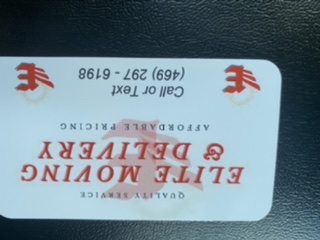 QUALITY SERVICE
ELITE MOVING
& DELIVERY
AFFORDABLE PRICING
Call or Text
(469) 297 - 6198
E
E